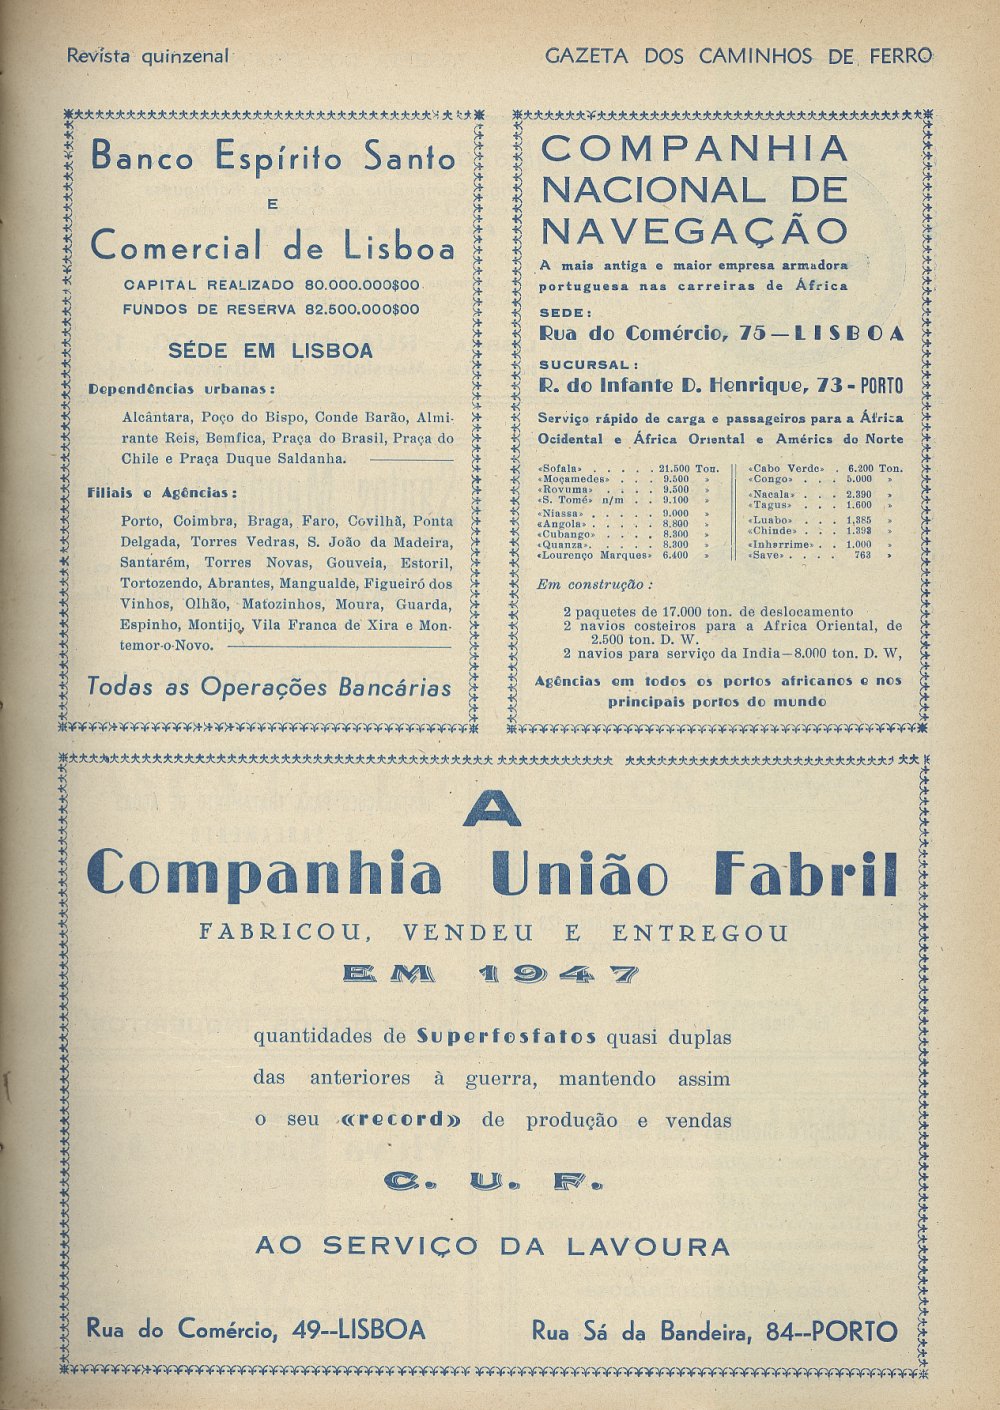 Revista quinzenal
GAZETA DOS CAMINHOS DE FERRO
Banco Espírito Santo
E
Comercial de Lisboa
CAPITAL REALIZADO 80.000.000$00
FUNDOS DE RESERVA 82.500.000$00
SÉDE EM LISBOA
Dependências urbanas:
Alcântara, Poço do Bispo, Conde Barão, Almi-
rante Reis, Bemfica, Praça do Brasil, Praça do
Chile e Praça Duque Saldanha.
Filiais e Agências:
Porto, Coimbra, Braga, Faro, Covilhã, Ponta
Delgada, Torres Vedras, S. João da Madeira,
Santarém, Torres Novas, Gouveia, Estoril,
Tortozendo, Abrantes, Mangualde, Figueiró dos
Vinhos, Olhão, Matozinhos, Moura, Guarda,
Espinho, Montijo, Vila Franca de Xira e Mon-
temor-o-Novo.
Todas as Operações Bancárias
COMPANHIA
NACIONAL DE
NAVEGAÇÃO
A mais antiga e maior empresa armadora
portuguesa nas carreiras de África
SEDE:
Rua do Comércio, 75—LISBOA
SUCURSAL:
R. do Infante D. Henrique, 73-PORTO
Serviço rápido de carga e passageiros para a África
Ocidental e África Oriental e Américs do Norte
«Sofala» . . . . . 21.500 Ton.
«Moçamedes» . . . . 9.500 »
«Rovuma» . . . . 9.500 »
«S. Tomé» n/m . . . 9.100 »
«Niassa» . . . . . 9.000 »
«Angola» . . . . . 8.800 »
«Cubango» . . . . 8.300 »
«Quanza». . . . . 8.300 »
«Lourenço Marques» 6.400 »
«Cabo Verde» . 6.200 Ton.
«Congo» . . . 5.000 »
«Nacala» . . . 2.390 »
«Tagus» . . . 1.600 »
«Luabo» . . . 1,385 »
«Chinde» . . . 1.393 »
«Inharrime» . . 1.000 »
«Save» . . . . 763 »
Em construção :
2 paquetes de 17.000 ton. de deslocamento
2 navios costeiros para a Africa Oriental, de
2.500 ton. D. W.
2 navios para serviço da India—8.000 ton. D. W,
Agências em todos os portos africanos e nos
principais portos do mundo
A
Companhia União Fabril
FABRICOU, VENDEU E ENTREGOU
EM 1947
quantidades de Superfosfatos quasi duplas
das anteriores à guerra, mantendo assim
o seu «record» de produção e vendas
C. U. F.
AO SERVIÇO DA LAVOURA
Rua do Comércio, 49--LISBOA
Rua Sá da Bandeira, 84--PORTO